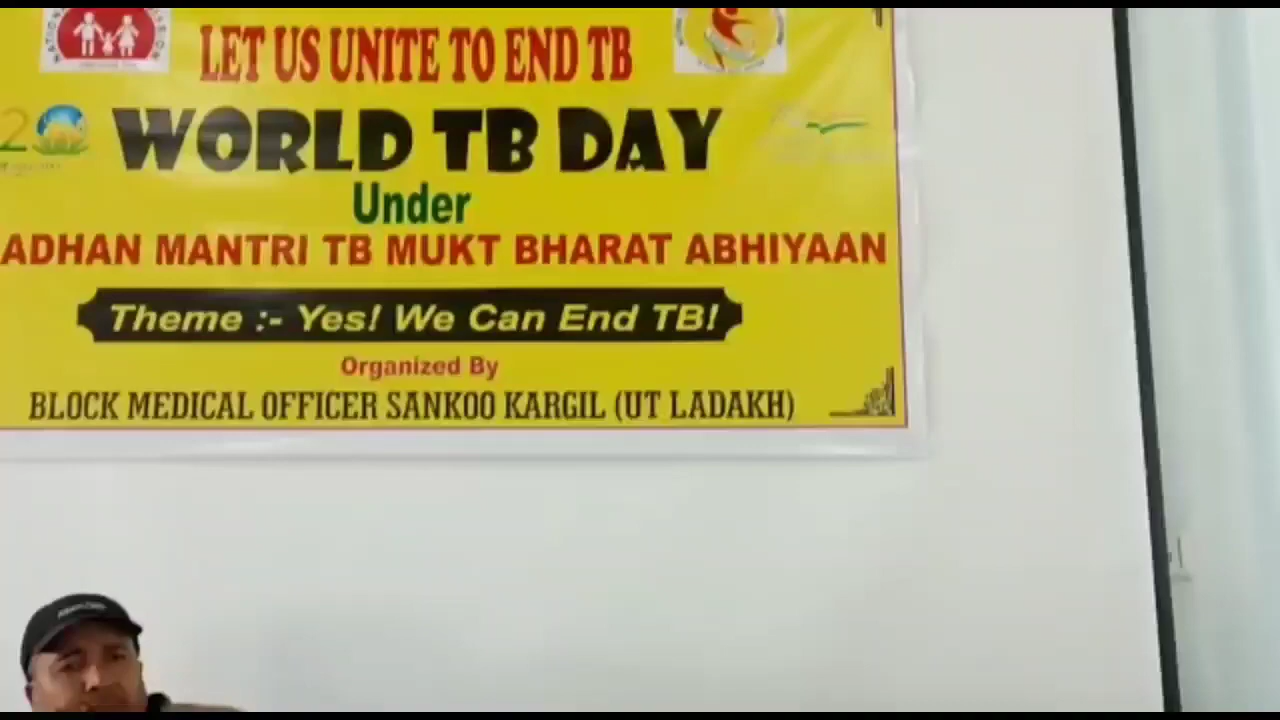 LET US UNITE TO END TB
WORLD TB DAY
Under
ADHAN MANTRI TB MUKT BHARAT ABHIYAAN
Theme :- Yes! We Can End TB!
Organized By
BLOCK MEDICAL OFFICER SANKOO KARGIL (UT LADAKH)